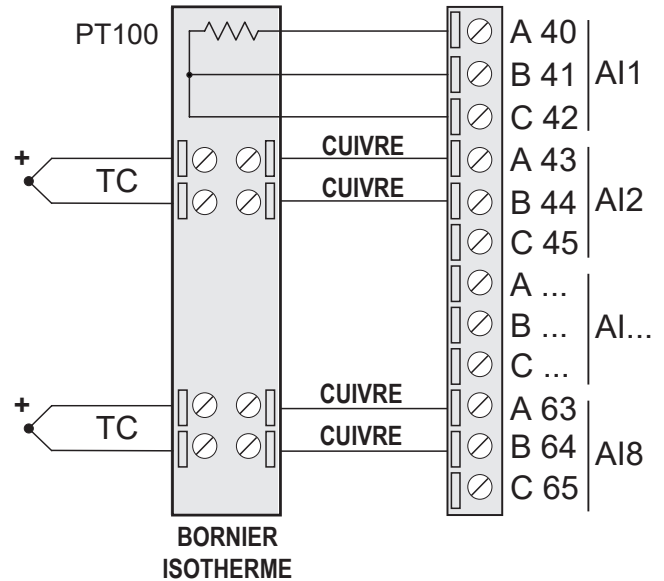 PT100
A 40
B 41
C 42
AI1
+
TC
CUIVRE
CUIVRE
A 43
B 44
C 45
AI2
A ...
B ...
C ...
AI...
+
TC
CUIVRE
CUIVRE
A 63
B 64
C 65
AI8
BORNIER
ISOTHERME